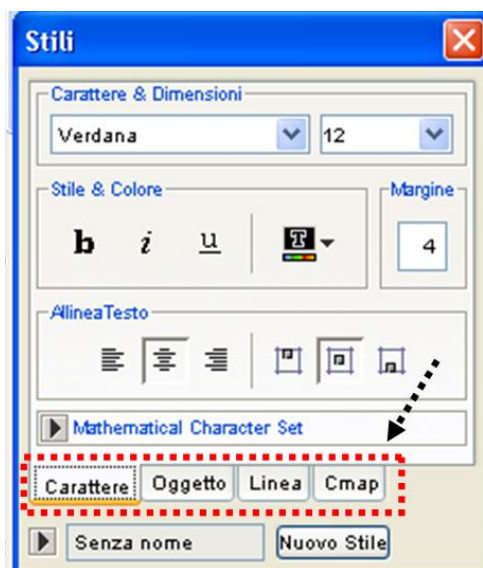 Stili
Carattere & Dimensioni
Verdana 12
Stile & Colore Margine
b i u T 4
AllineaTesto
Mathematical Character Set
Carattere Oggetto Linea Cmap
Senza nome Nuovo Stile